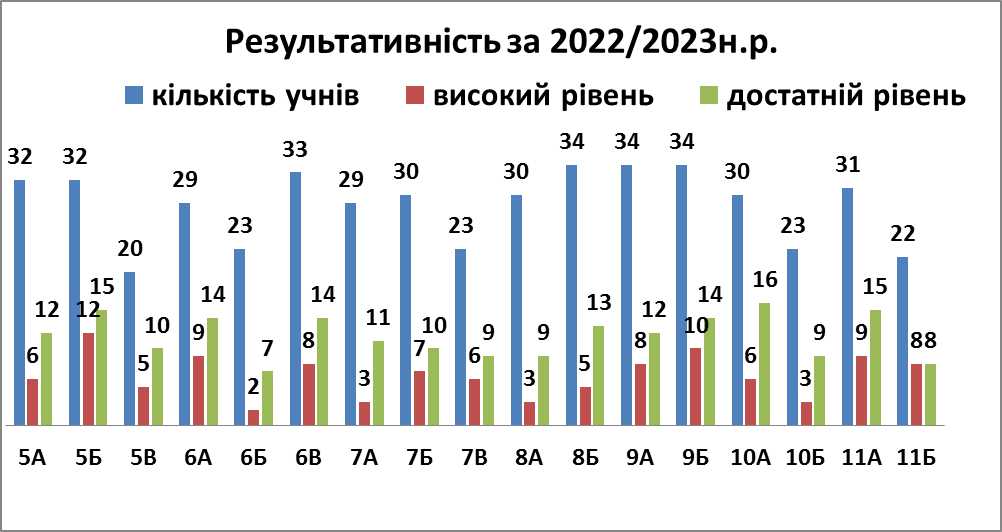 Результативність за 2022/2023н.р.
кількість учнів високий рівень достатній рівень
32 32 20 29 23 33 29 30 23 30 34 34 34 30 23 31 22
6 12 5 9 2 8 3 7 6 3 5 8 10 6 3 9 8
12 15 10 14 7 14 11 10 9 9 13 12 14 16 9 15 8
5А 5Б 5В 6А 6Б 6В 7А 7Б 7В 8А 8Б 9А 9Б 10А 10Б 11А 11Б